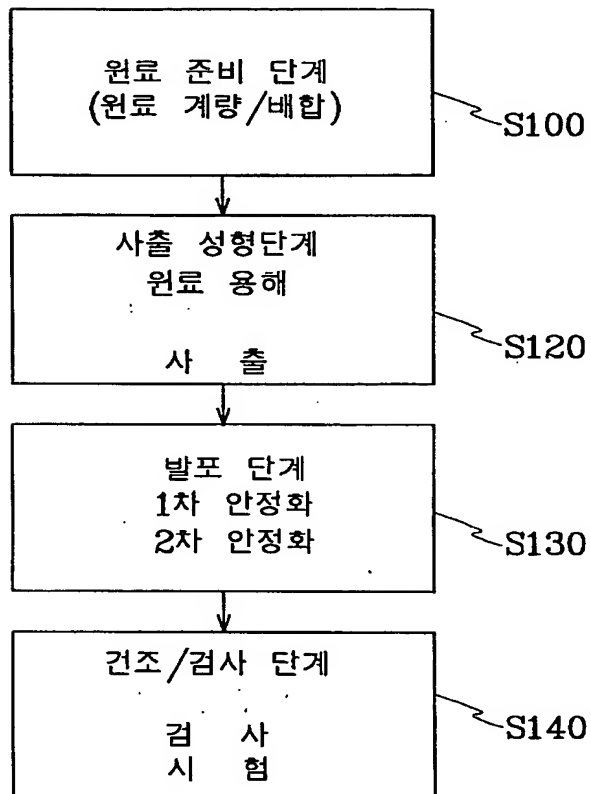 원료 준비 단계
(원료 계량/배합)
S100
사출 성형단계
원료 용해
사 출
S120
발포 단계
1차 안정화
2차 안정화
S130
건조/검사 단계
검 사
시 험
S140